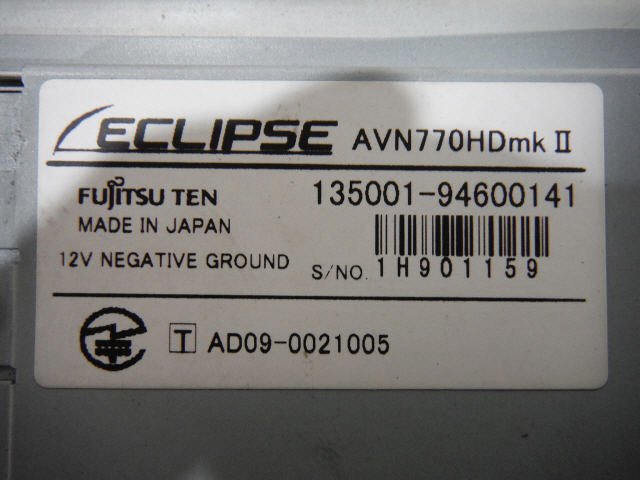 ECLIPSE AVN770HDmk II
FUJITSU TEN 135001-94600141
MADE IN JAPAN
12V NEGATIVE GROUND S/NO. 1H901159
T AD09-0021005